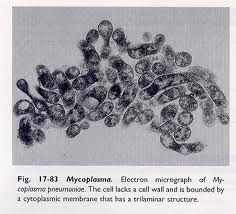 Fig. 17-83 Mycoplasma. Electron micrograph of My-
coplasma pneumoniae. The cell lacks a cell wall and is bounded by
a cytoplasmic membrane that has a trilaminar structure.